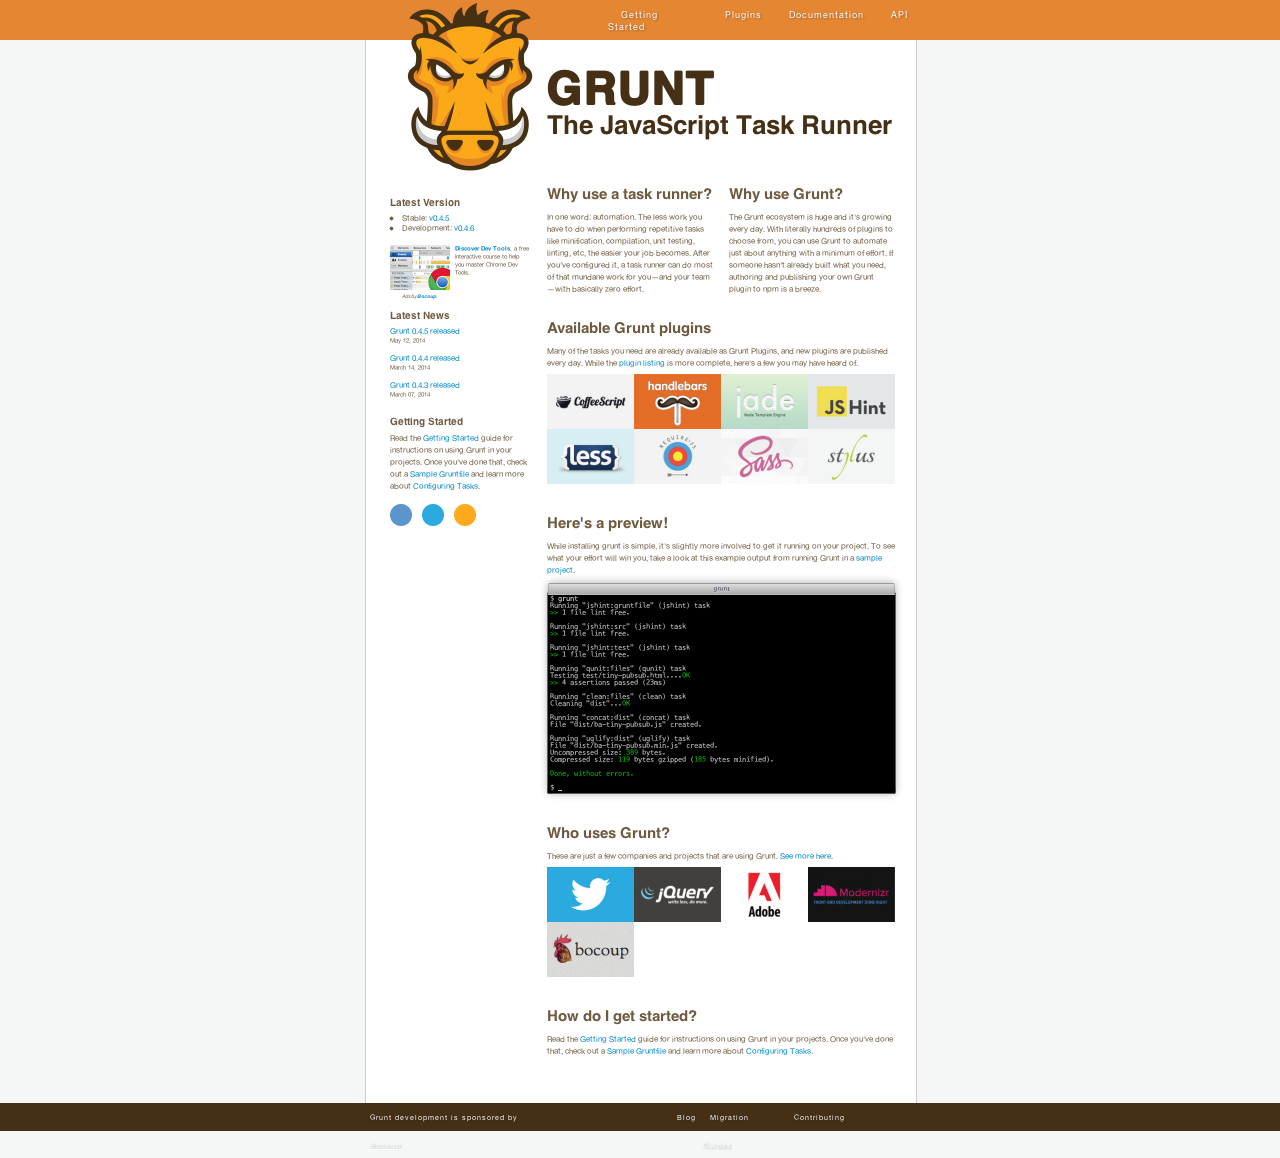 Getting
Started
Plugins
Documentation
API
GRUNT
The JavaScript Task Runner
Latest Version
Stable: v0.4.5
Development: v0.4.6
Discover Dev Tools, a free
interactive course to help
you master Chrome Dev
Tools.
Ads by Bocoup.
Latest News
Grunt 0.4.5 released
May 12, 2014
Grunt 0.4.4 released
March 14, 2014
Grunt 0.4.3 released
March 07, 2014
Getting Started
Read the Getting Started guide for
instructions on using Grunt in your
projects. Once you've done that, check
out a Sample Gruntfile and learn more
about Configuring Tasks.
Why use a task runner?
In one word: automation. The less work you
have to do when performing repetitive tasks
like minification, compilation, unit testing,
linting, etc, the easier your job becomes. After
you've configured it, a task runner can do most
of that mundane work for you—and your team
—with basically zero effort.
Why use Grunt?
The Grunt ecosystem is huge and it's growing
every day. With literally hundreds of plugins to
choose from, you can use Grunt to automate
just about anything with a minimum of effort. If
someone hasn't already built what you need,
authoring and publishing your own Grunt
plugin to npm is a breeze.
Available Grunt plugins
Many of the tasks you need are already available as Grunt Plugins, and new plugins are published
every day. While the plugin listing is more complete, here's a few you may have heard of.
CoffeeScript
handlebars
jade
Node Template Engine
JS Hint
{less}
REQUIRE·JS
Sass
stylus
Here's a preview!
While installing grunt is simple, it's slightly more involved to get it running on your project. To see
what your effort will win you, take a look at this example output from running Grunt in a sample
project.
grunt
$ grunt
Running "jshint:gruntfile" (jshint) task
>> 1 file lint free.
Running "jshint:src" (jshint) task
>> 1 file lint free.
Running "jshint:test" (jshint) task
>> 1 file lint free.
Running "qunit:files" (qunit) task
Testing test/tiny-pubsub.html....OK
>> 4 assertions passed (23ms)
Running "clean:files" (clean) task
Cleaning "dist"...OK
Running "concat:dist" (concat) task
File "dist/ba-tiny-pubsub.js" created.
Running "uglify:dist" (uglify) task
File "dist/ba-tiny-pubsub.min.js" created.
Uncompressed size: 389 bytes.
Compressed size: 119 bytes gzipped (185 bytes minified).
Done, without errors.
$ _
Who uses Grunt?
These are just a few companies and projects that are using Grunt. See more here.
jQuery
write less, do more.
Adobe
Modernizr
FRONT-END DEVELOPMENT DONE RIGHT
bocoup
How do I get started?
Read the Getting Started guide for instructions on using Grunt in your projects. Once you've done
that, check out a Sample Gruntfile and learn more about Configuring Tasks.
Grunt development is sponsored by
Blog
Migration
Contributing
Bocoup
Guides